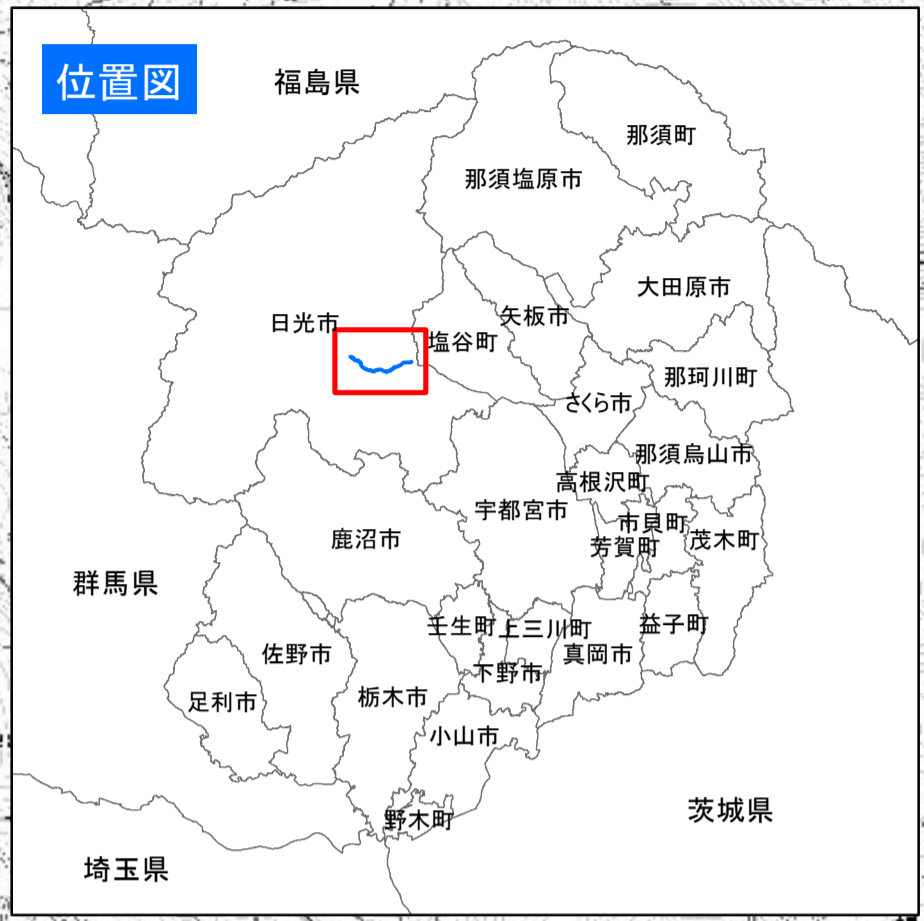 位置図
福島県
那須町
那須塩原市
大田原市
矢板市
日光市
塩谷町
那珂川町
さくら市
那須烏山市
高根沢町
宇都宮市
市貝町
鹿沼市
芳賀町
茂木町
群馬県
壬生町
上三川町
益子町
佐野市
真岡市
下野市
足利市
栃木市
小山市
茨城県
野木町
埼玉県